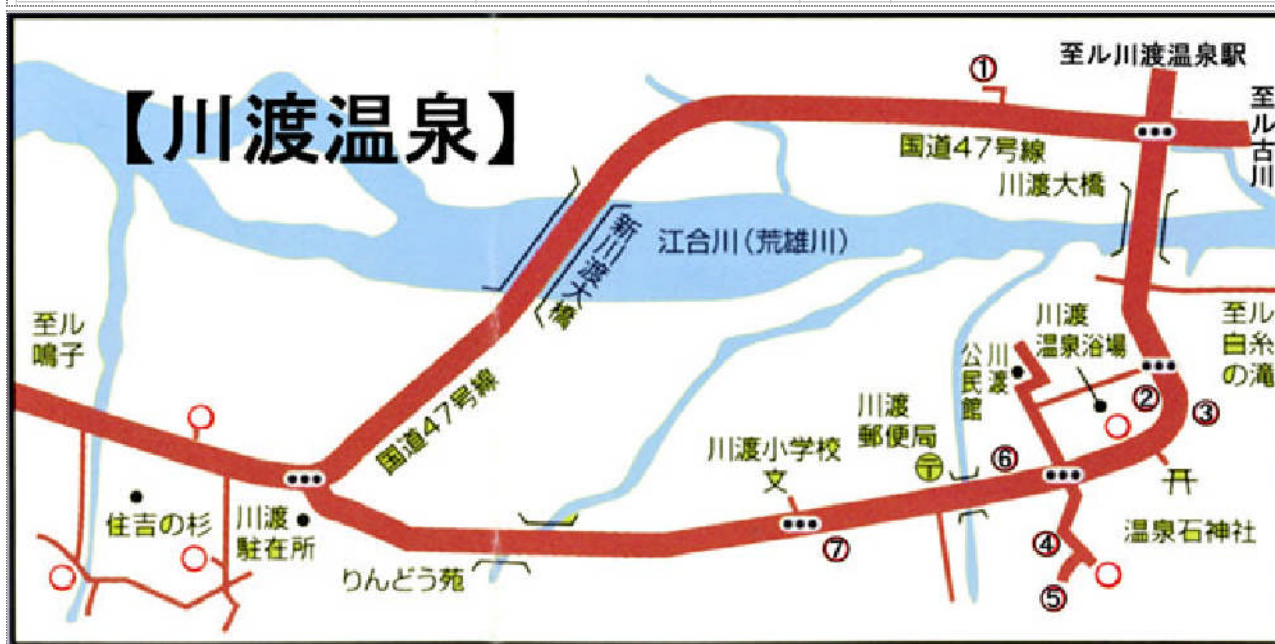 【川渡温泉】
①
至ル川渡温泉駅
至ル古川
国道47号線
川渡大橋
新川渡大橋
江合川(荒雄川)
至ル
鳴子
国道47号線
川渡
温泉浴場
至ル
白糸
の滝
川渡
公民館
②
③
川渡
郵便局
〒
川渡小学校
文
⑥
⑦
住吉の杉
川渡
駐在所
りんどう苑
④
⑤
温泉石神社